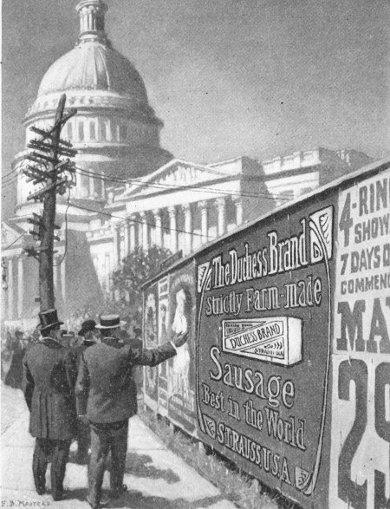 The Duchess Brand
Strictly Farm-made
DUCHESS BRAND
Sausage
Best in the World
STRAUSS U.S.A.
4-RING
SHOW
7 DAYS O
COMMENC
MA
29
F. B. MASTERS